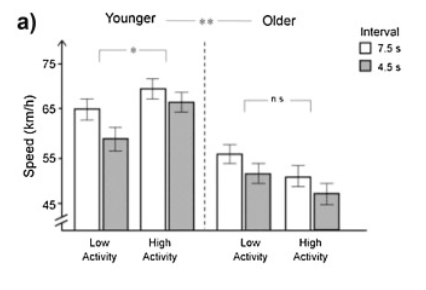 a)
Younger ** Older
Interval
7.5 s
4.5 s
*
n s
Speed (km/h)
75
65
55
45
Low Activity
High Activity
Low Activity
High Activity